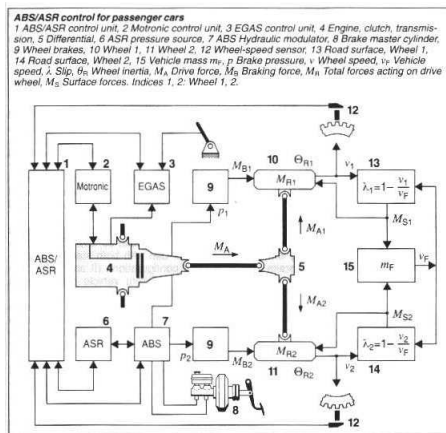 ABS/ASR control for passenger cars
1 ABS/ASR control unit, 2 Motronic control unit, 3 EGAS control unit, 4 Engine, clutch, transmis-
sion, 5 Differential, 6 ASR pressure source, 7 ABS Hydraulic modulator, 8 Brake master cylinder,
9 Wheel brakes, 10 Wheel 1, 11 Wheel 2, 12 Wheel-speed sensor, 13 Road surface, Wheel 1,
14 Road surface, Wheel 2, 15 Vehicle mass mF, p Brake pressure, v Wheel speed, vF Vehicle
speed, λ Slip, θR Wheel inertia, MA Drive force, MB Braking force, MR Total forces acting on drive
wheel, MS Surface forces. Indices 1, 2: Wheel 1, 2.
12
1 2 3 10 ΘR1 v1 13
Motronic EGAS 9 MB1 MR1 λ1=1-v1/vF
p1
MS1
MA MA1
4 5 15 mF vF
ABS/ASR
MA2
MS2
6 7
ASR ABS p2 9 MB2 MR2 λ2=1-v2/vF
11 ΘR2 v2 14
8
12